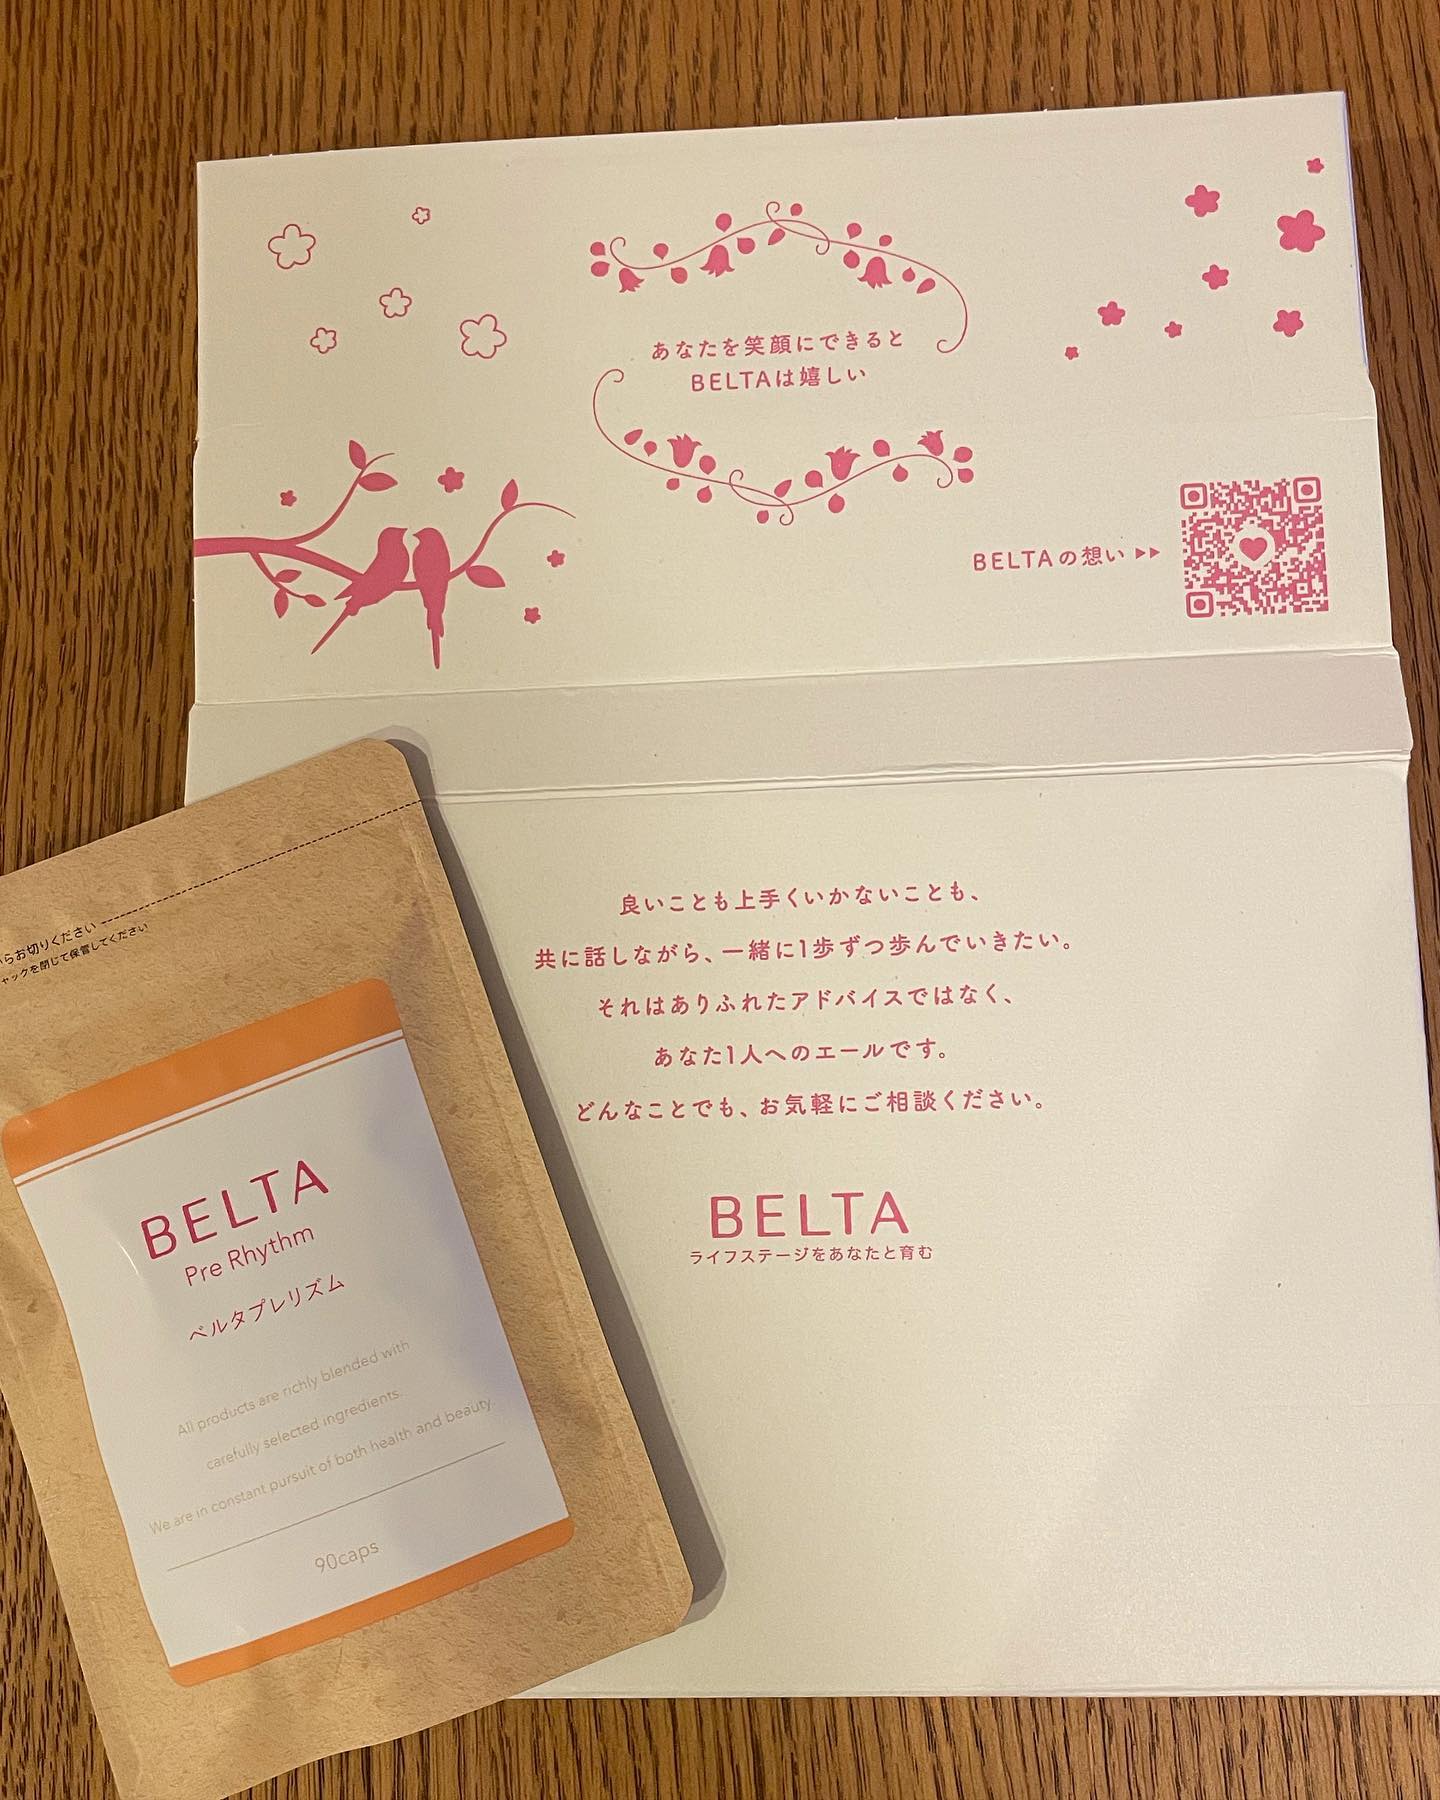 あなたを笑顔にできると
BELTAは嬉しい
BELTAの想い
良いことも上手くいかないことも、
共に話しながら、一緒に1歩ずつ歩んでいきたい。
それはありふれたアドバイスではなく、
あなた1人へのエールです。
どんなことでも、お気軽にご相談ください。
BELTA
ライフステージをあなたと育む
らお切りください
ャックを閉じて保管してください
BELTA
Pre Rhythm
ベルタプレリズム
All products are richly blended with
carefully selected ingredients.
We are in constant pursuit of both health and beauty.
90caps